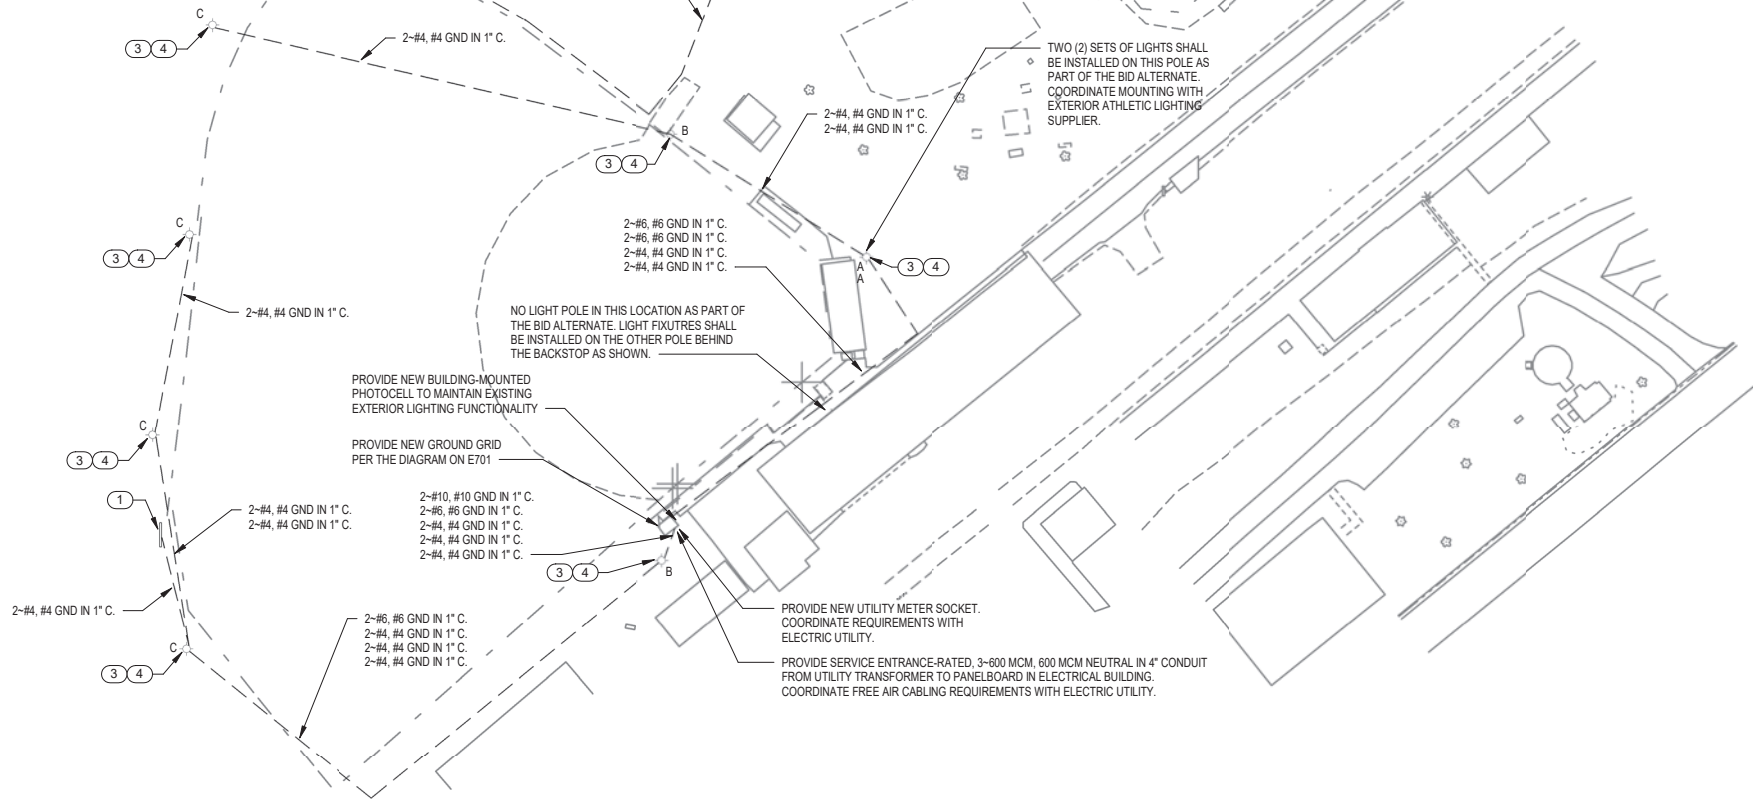 C
3 4
2~#4, #4 GND IN 1" C.
TWO (2) SETS OF LIGHTS SHALL
BE INSTALLED ON THIS POLE AS
PART OF THE BID ALTERNATE.
COORDINATE MOUNTING WITH
EXTERIOR ATHLETIC LIGHTING
SUPPLIER.
2~#4, #4 GND IN 1" C.
2~#4, #4 GND IN 1" C.
B
3 4
C
3 4
2~#6, #6 GND IN 1" C.
2~#6, #6 GND IN 1" C.
2~#4, #4 GND IN 1" C.
2~#4, #4 GND IN 1" C.
A
A
3 4
2~#4, #4 GND IN 1" C.
NO LIGHT POLE IN THIS LOCATION AS PART OF
THE BID ALTERNATE. LIGHT FIXUTRES SHALL
BE INSTALLED ON THE OTHER POLE BEHIND
THE BACKSTOP AS SHOWN.
PROVIDE NEW BUILDING-MOUNTED
PHOTOCELL TO MAINTAIN EXISTING
EXTERIOR LIGHTING FUNCTIONALITY
C
3 4
PROVIDE NEW GROUND GRID
PER THE DIAGRAM ON E701
1
2~#4, #4 GND IN 1" C.
2~#4, #4 GND IN 1" C.
2~#10, #10 GND IN 1" C.
2~#6, #6 GND IN 1" C.
2~#4, #4 GND IN 1" C.
2~#4, #4 GND IN 1" C.
2~#4, #4 GND IN 1" C.
3 4
B
2~#4, #4 GND IN 1" C.
C
3 4
2~#6, #6 GND IN 1" C.
2~#4, #4 GND IN 1" C.
2~#4, #4 GND IN 1" C.
2~#4, #4 GND IN 1" C.
PROVIDE NEW UTILITY METER SOCKET.
COORDINATE REQUIREMENTS WITH
ELECTRIC UTILITY.
PROVIDE SERVICE ENTRANCE-RATED, 3~600 MCM, 600 MCM NEUTRAL IN 4" CONDUIT
FROM UTILITY TRANSFORMER TO PANELBOARD IN ELECTRICAL BUILDING.
COORDINATE FREE AIR CABLING REQUIREMENTS WITH ELECTRIC UTILITY.